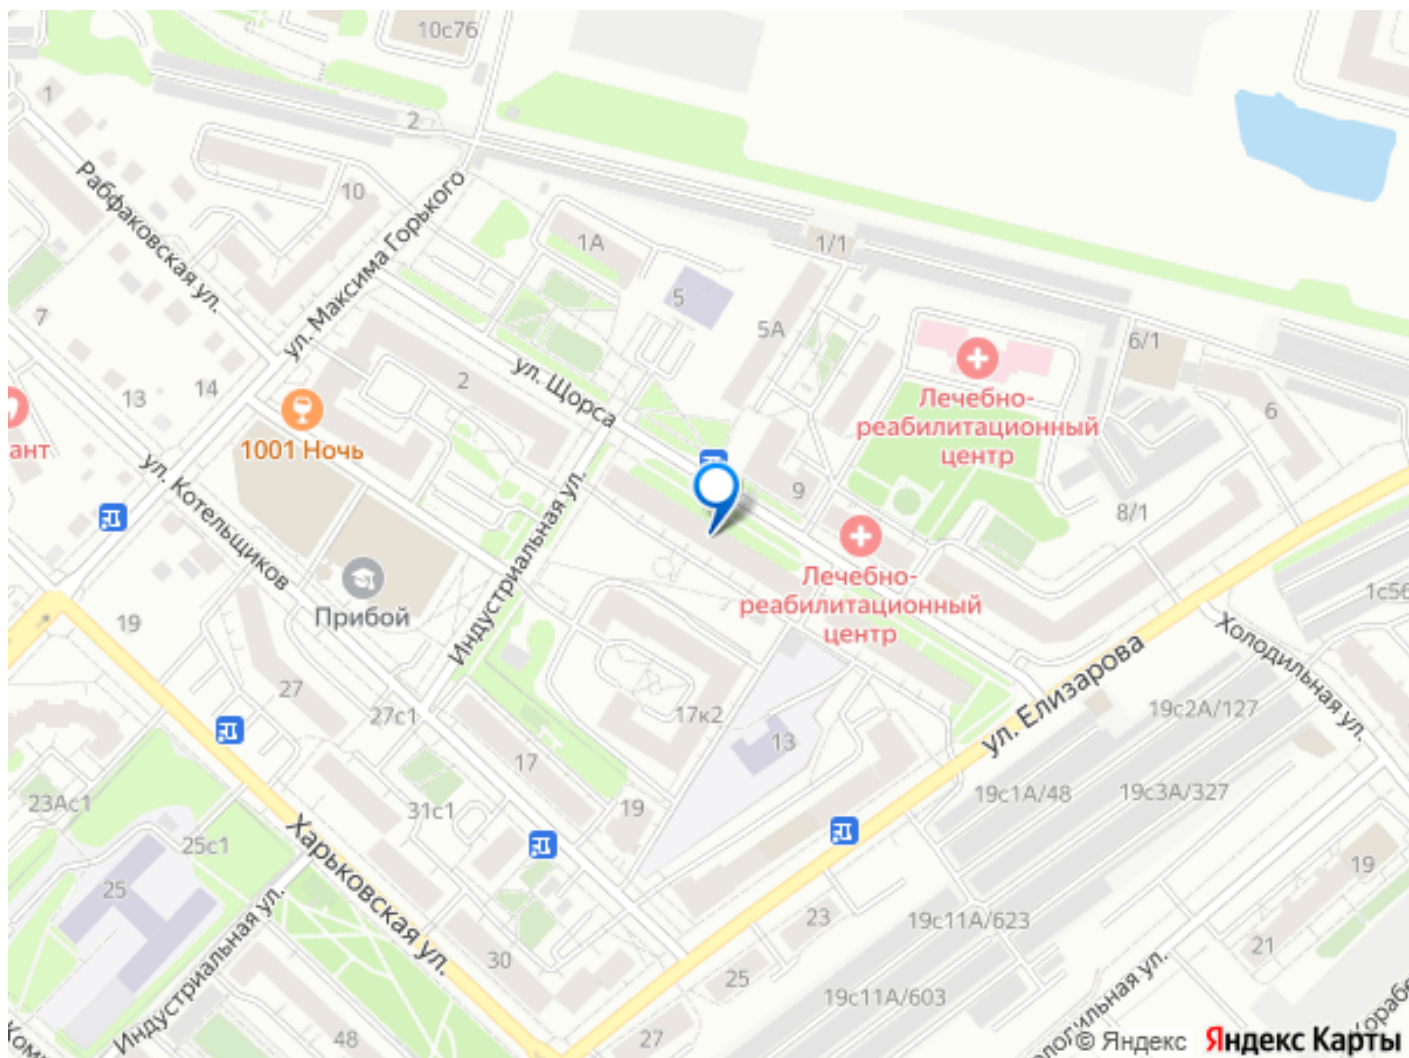 10с76
1
2
Рабфаковская ул.
10
ул. Максима Горького
1А
1/1
5
5А
6/1
7
Лечебно-
реабилитационный
центр
ул. Щорса
2
14
13
6
1001 Ночь
ант
ул. Котельщиков
9
8/1
Индустриальная ул.
Лечебно-
реабилитационный
центр
Прибой
19
1с56
Холодильная ул.
ул. Елизарова
27
27с1
17к2
13
19с2А/127
17
19с1А/48
19с3А/327
23Ас1
31с1
19
25с1
Харьковская ул.
25
19
23
19с11А/623
21
Индустриальная ул.
30
25
19с11А/603
48
27
© Яндекс
Яндекс Карты